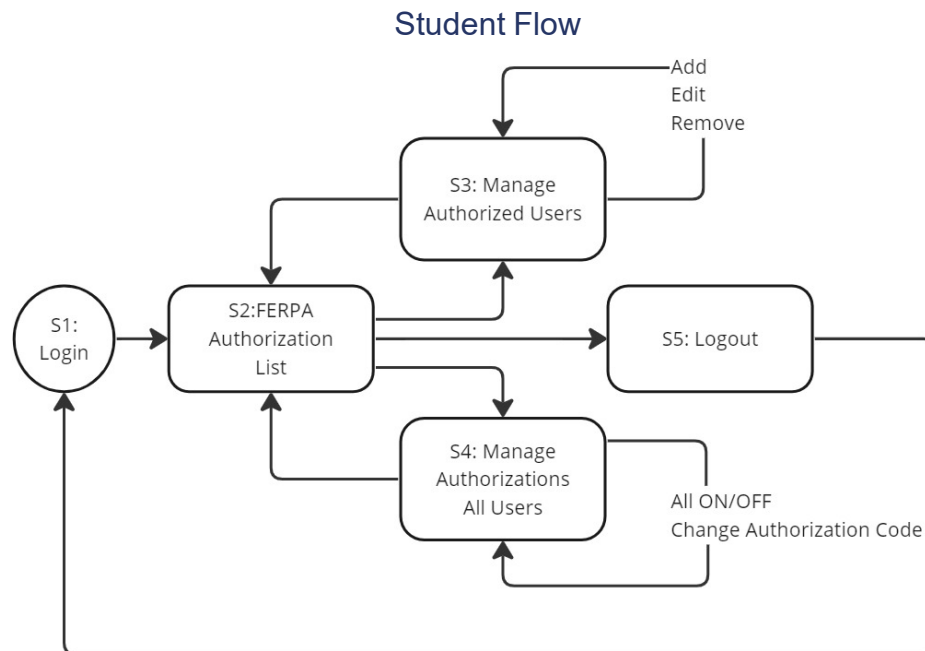 Student Flow
Add
Edit
Remove
S3: Manage
Authorized Users
S1:
Login
S2:FERPA
Authorization
List
S5: Logout
S4: Manage
Authorizations
All Users
All ON/OFF
Change Authorization Code